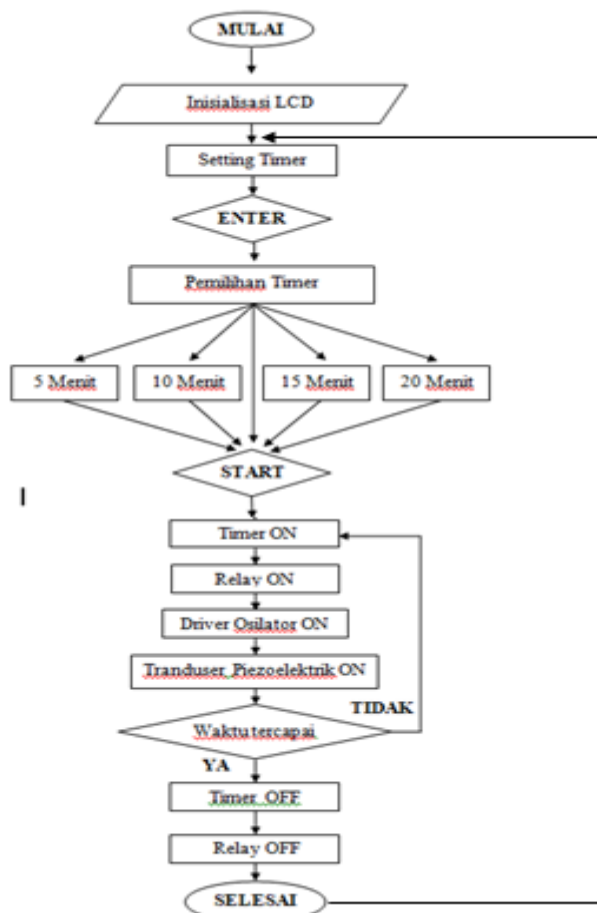 MULAI
Inisialisasi LCD
Setting Timer
ENTER
Pemilihan Timer
5 Menit
10 Menit
15 Menit
20 Menit
START
Timer ON
Relay ON
Driver Osilator ON
Tranduser Piezoelektrik ON
TIDAK
Waktu tercapai
YA
Timer OFF
Relay OFF
SELESAI